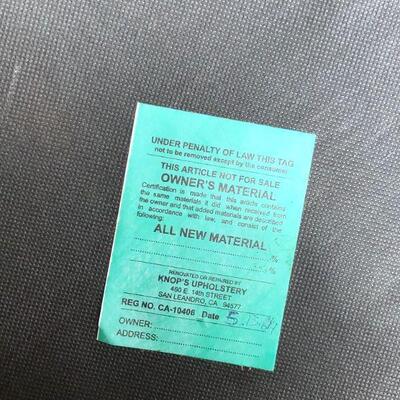 UNDER PENALTY OF LAW THIS TAG
not to be removed except by the consumer
THIS ARTICLE NOT FOR SALE
OWNER'S MATERIAL
Certification is made that this article contains
the same materials it did when received from
the owner and that added materials are described
in accordance with law, and consist of the
following:
ALL NEW MATERIAL
%
%
RENOVATED OR REPAIRED BY
KNOP'S UPHOLSTERY
460 E. 14th STREET
SAN LEANDRO, CA. 94577
REG NO. CA-10406 Date
OWNER:
ADDRESS: